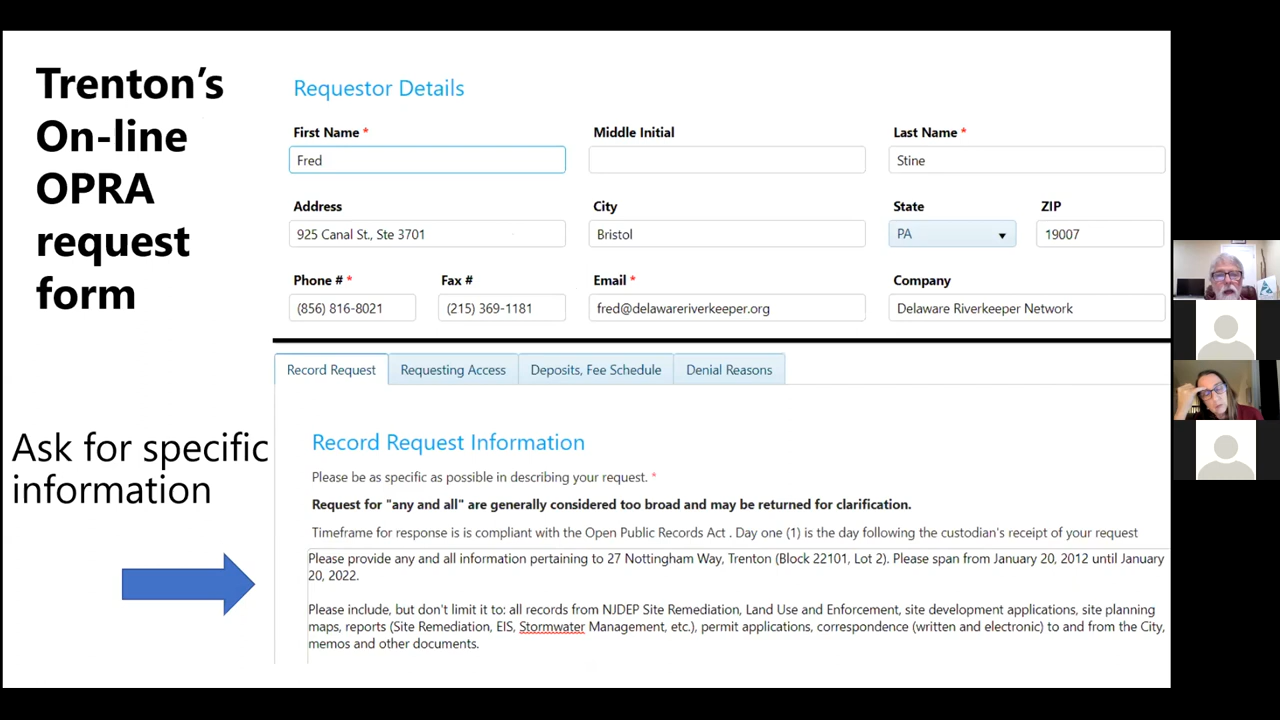 Trenton's
On-line
OPRA
request
form
Requestor Details
First Name *
Middle Initial
Last Name *
Fred
Stine
Address
City
State
ZIP
925 Canal St., Ste 3701
Bristol
PA
19007
Phone # *
Fax #
Email *
Company
(856) 816-8021
(215) 369-1181
fred@delawareriverkeeper.org
Delaware Riverkeeper Network
Record Request
Requesting Access
Deposits, Fee Schedule
Denial Reasons
Ask for specific
information
Record Request Information
Please be as specific as possible in describing your request. *
Request for "any and all" are generally considered too broad and may be returned for clarification.
Timeframe for response is is compliant with the Open Public Records Act . Day one (1) is the day following the custodian's receipt of your request
Please provide any and all information pertaining to 27 Nottingham Way, Trenton (Block 22101, Lot 2). Please span from January 20, 2012 until January
20, 2022.
Please include, but don't limit it to: all records from NJDEP Site Remediation, Land Use and Enforcement, site development applications, site planning
maps, reports (Site Remediation, EIS, Stormwater Management, etc.), permit applications, correspondence (written and electronic) to and from the City,
memos and other documents.